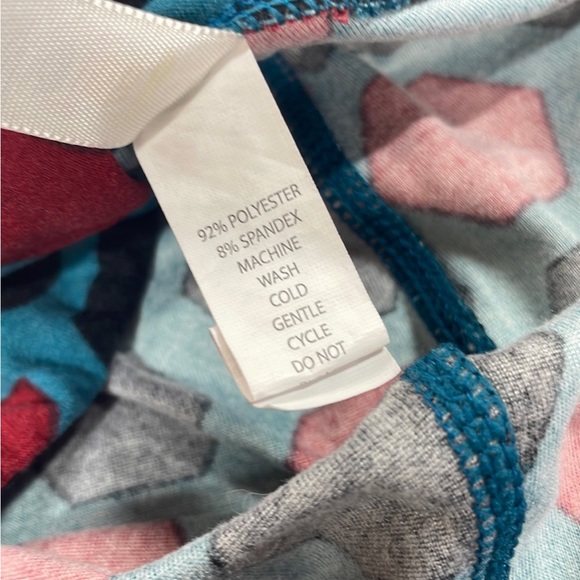 92% POLYESTER
8% SPANDEX
MACHINE
WASH
COLD
GENTLE
CYCLE
DO NOT